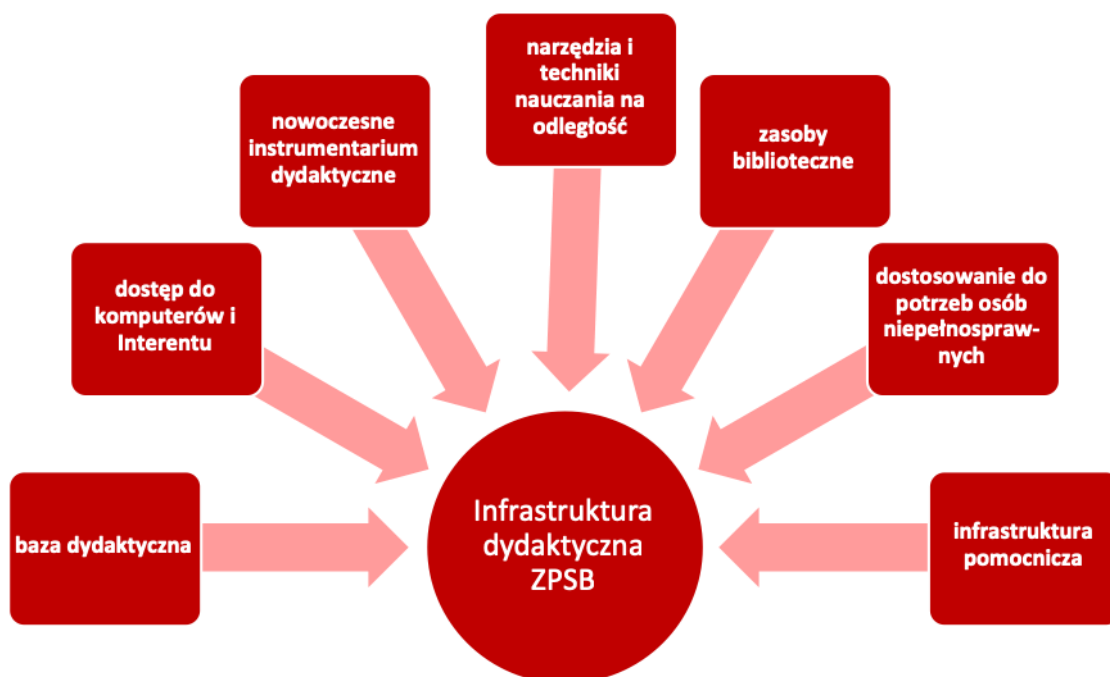 narzędzia i
techniki
nauczania na
odległość
nowoczesne
instrumentarium
dydaktyczne
zasoby
biblioteczne
dostęp do
komputerów i
Interentu
dostosowanie do
potrzeb osób
niepełnospraw-
nych
baza dydaktyczna
Infrastruktura
dydaktyczna
ZPSB
infrastruktura
pomocnicza